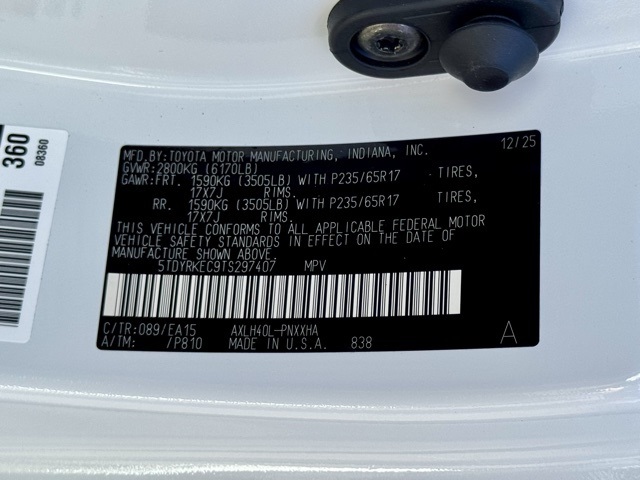 360
08360
MFD.BY:TOYOTA MOTOR MANUFACTURING, INDIANA, INC. 12/25
GVWR:2800KG (6170LB)
GAWR:FRT. 1590KG (3505LB) WITH P235/65R17 TIRES,
17X7J RIMS.
RR. 1590KG (3505LB) WITH P235/65R17 TIRES,
17X7J RIMS.
THIS VEHICLE CONFORMS TO ALL APPLICABLE FEDERAL MOTOR
VEHICLE SAFETY STANDARDS IN EFFECT ON THE DATE OF
MANUFACTURE SHOWN ABOVE.
5TDYRKEC9TS297407 MPV
C/TR:089/EA15 AXLH40L-PNXXHA
A/TM: /P810 MADE IN U.S.A. 838 A